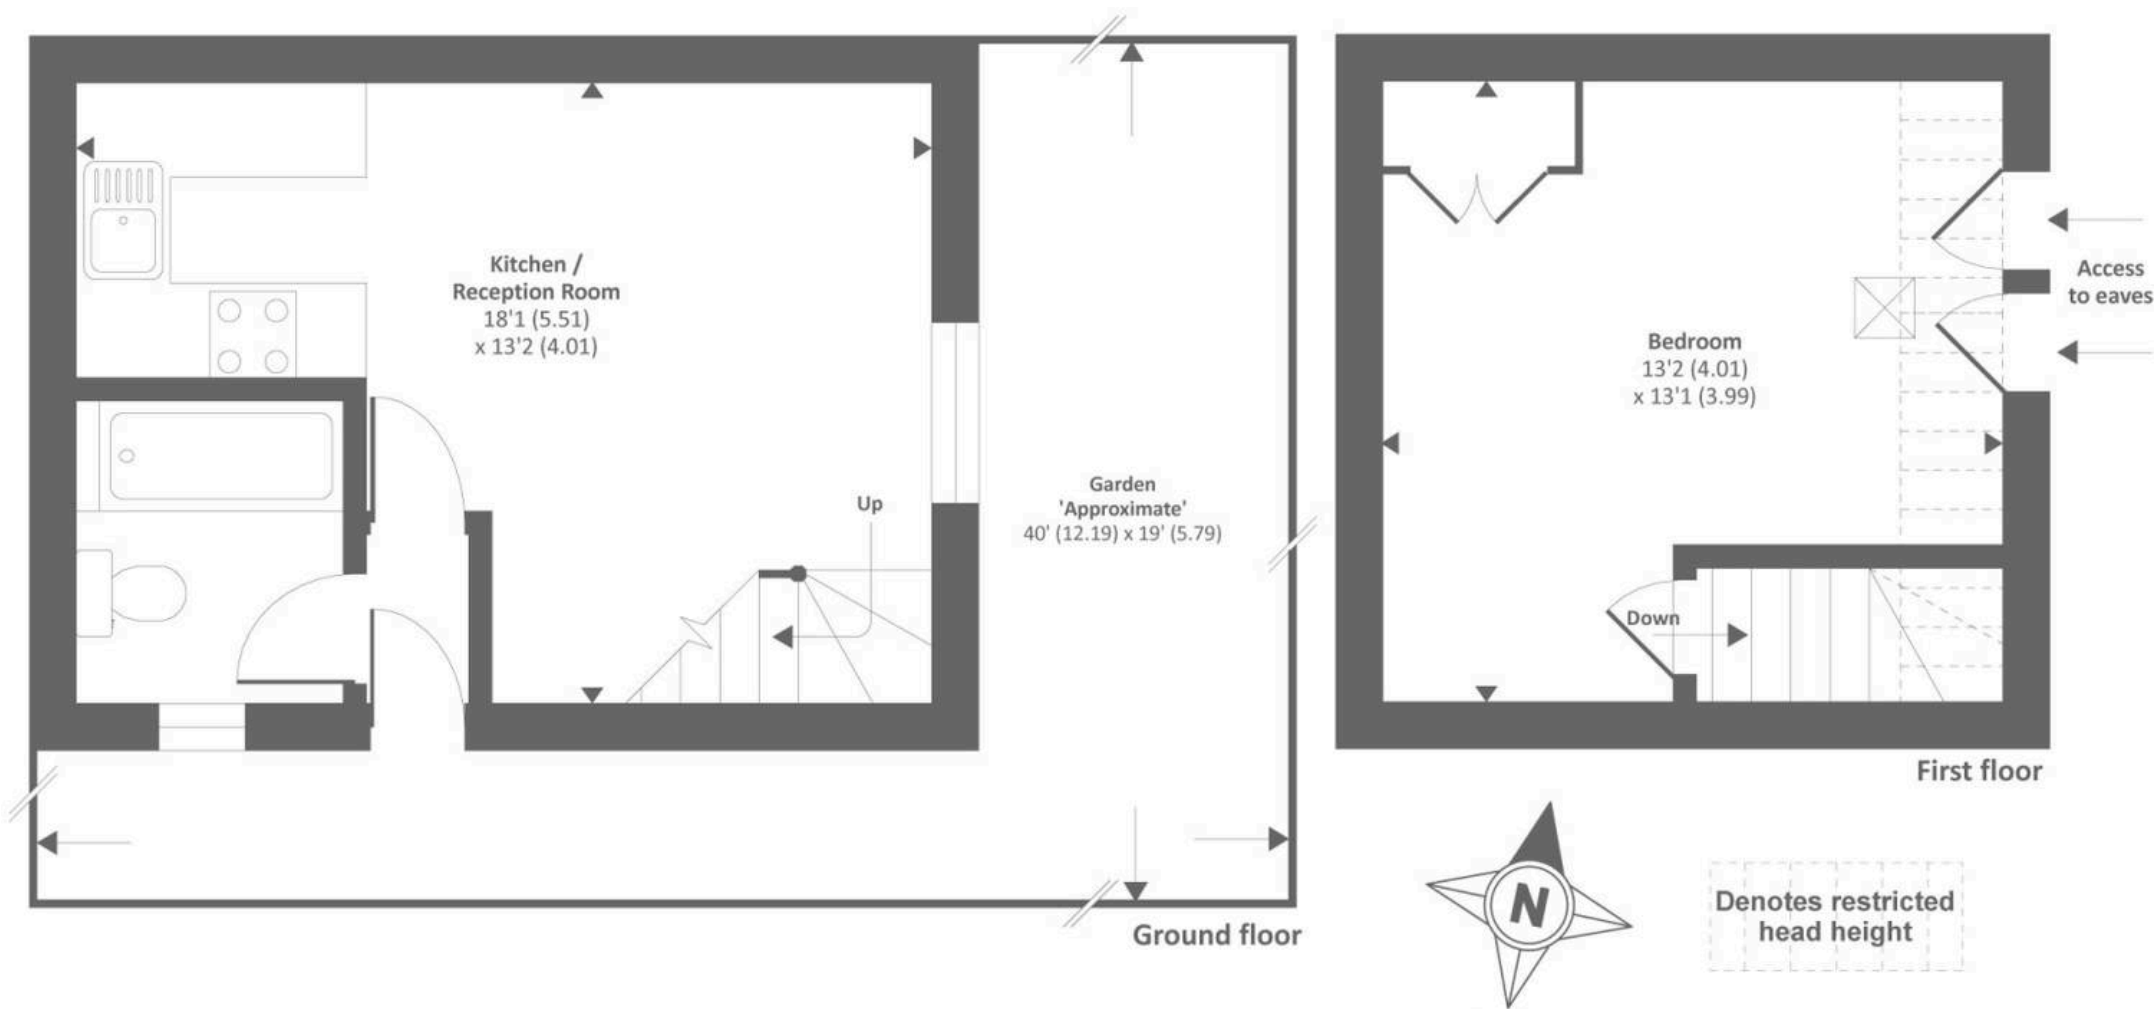 Kitchen /
Reception Room
18'1 (5.51)
x 13'2 (4.01)
Up
Garden
'Approximate'
40' (12.19) x 19' (5.79)
Ground floor
Bedroom
13'2 (4.01)
x 13'1 (3.99)
Access
to eaves
Down
First floor
N
Denotes restricted
head height